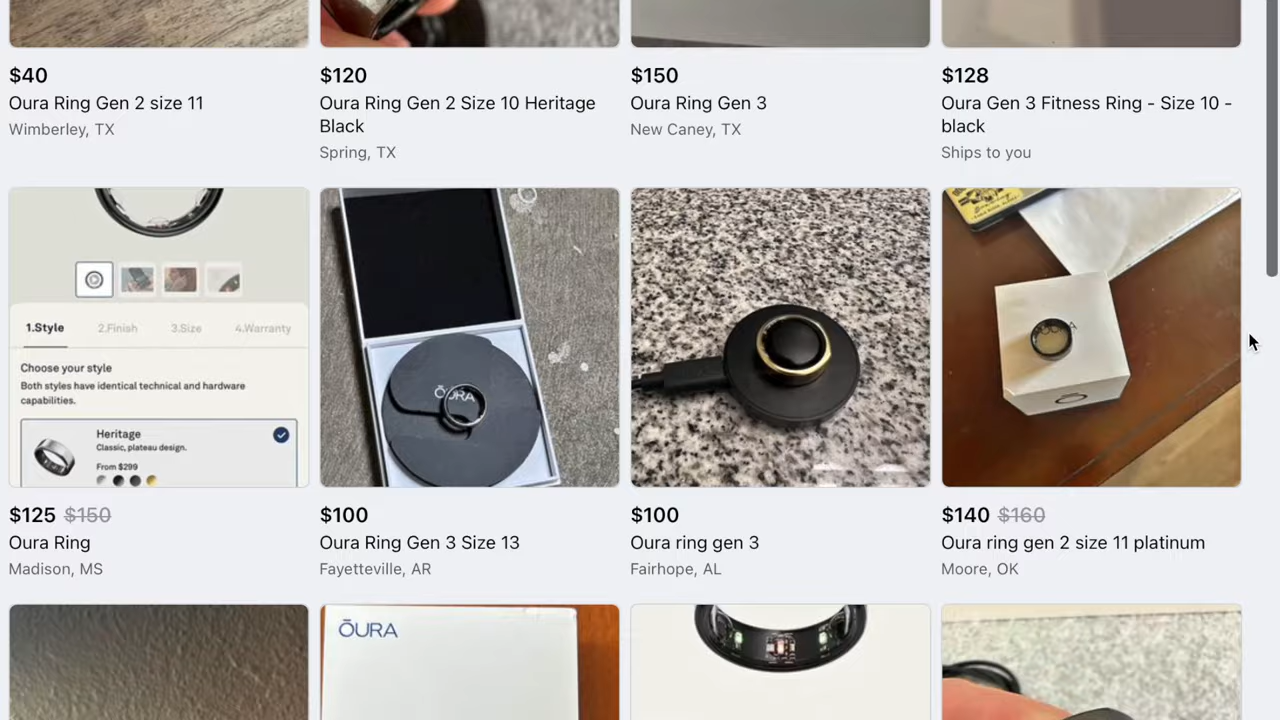 $40
Oura Ring Gen 2 size 11
Wimberley, TX
$120
Oura Ring Gen 2 Size 10 Heritage
Black
Spring, TX
$150
Oura Ring Gen 3
New Caney, TX
$128
Oura Gen 3 Fitness Ring - Size 10 -
black
Ships to you
1.Style 2.Finish 3.Size 4.Warranty
Choose your style
Both styles have identical technical and hardware
capabilities.
Heritage
Classic, plateau design.
From $299
ŌURA
$125 $150
Oura Ring
Madison, MS
$100
Oura Ring Gen 3 Size 13
Fayetteville, AR
$100
Oura ring gen 3
Fairhope, AL
$140 $160
Oura ring gen 2 size 11 platinum
Moore, OK
ŌURA